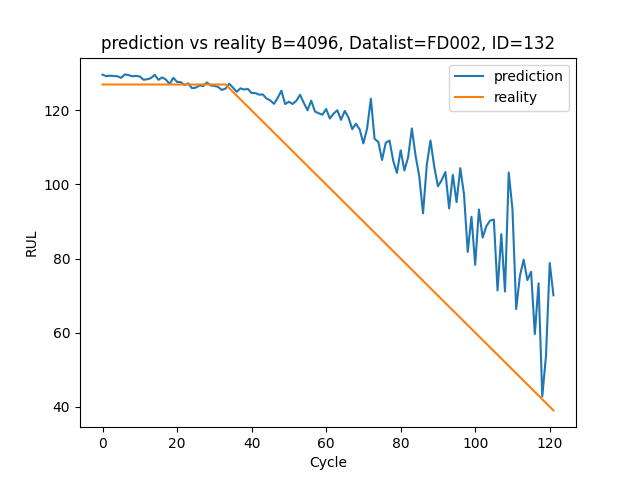 prediction vs reality B=4096, Datalist=FD002, ID=132
prediction
reality
RUL
120
100
80
60
40
0 20 40 60 80 100 120
Cycle